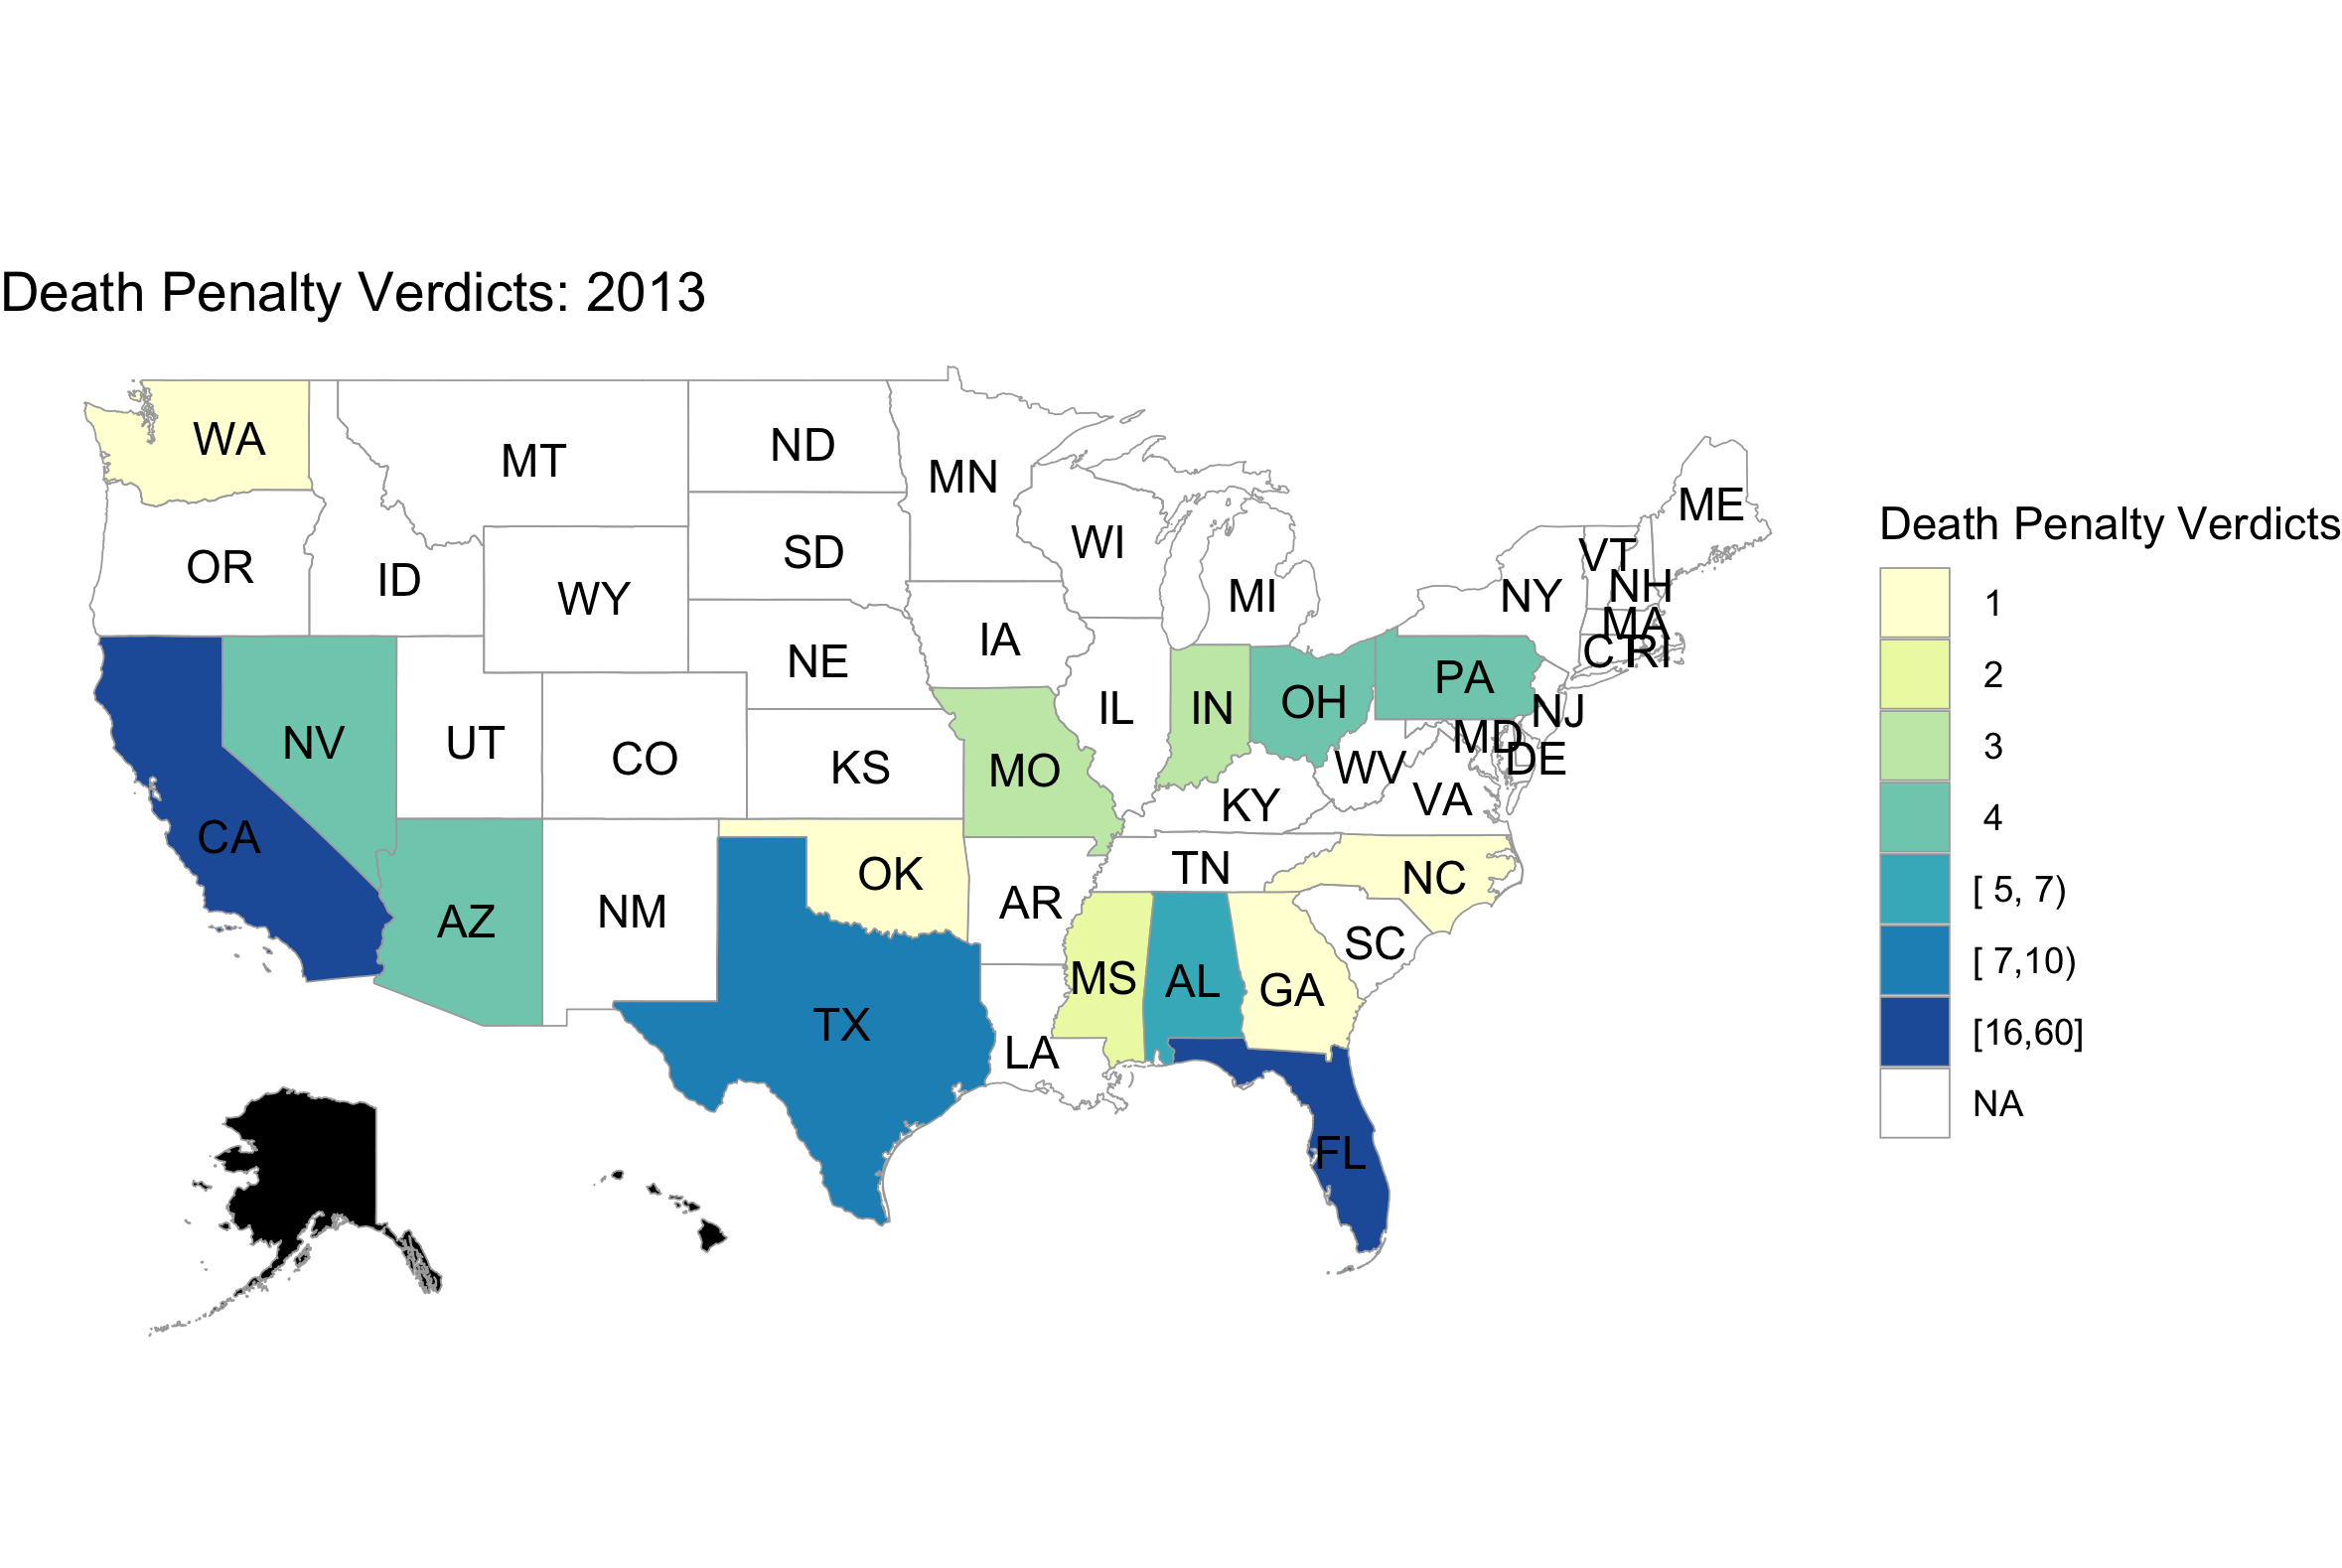 Death Penalty Verdicts: 2013
WA
MT
ND
MN
ME
OR
ID
WY
SD
WI
MI
NY
VT
NH
MA
CT
RI
NE
IA
PA
NV
UT
CO
KS
MO
IL
IN
OH
NJ
MD
DE
WV
VA
KY
CA
AZ
NM
OK
AR
TN
NC
SC
MS
AL
GA
TX
LA
FL
Death Penalty Verdicts
1
2
3
4
[ 5, 7)
[ 7,10)
[16,60]
NA